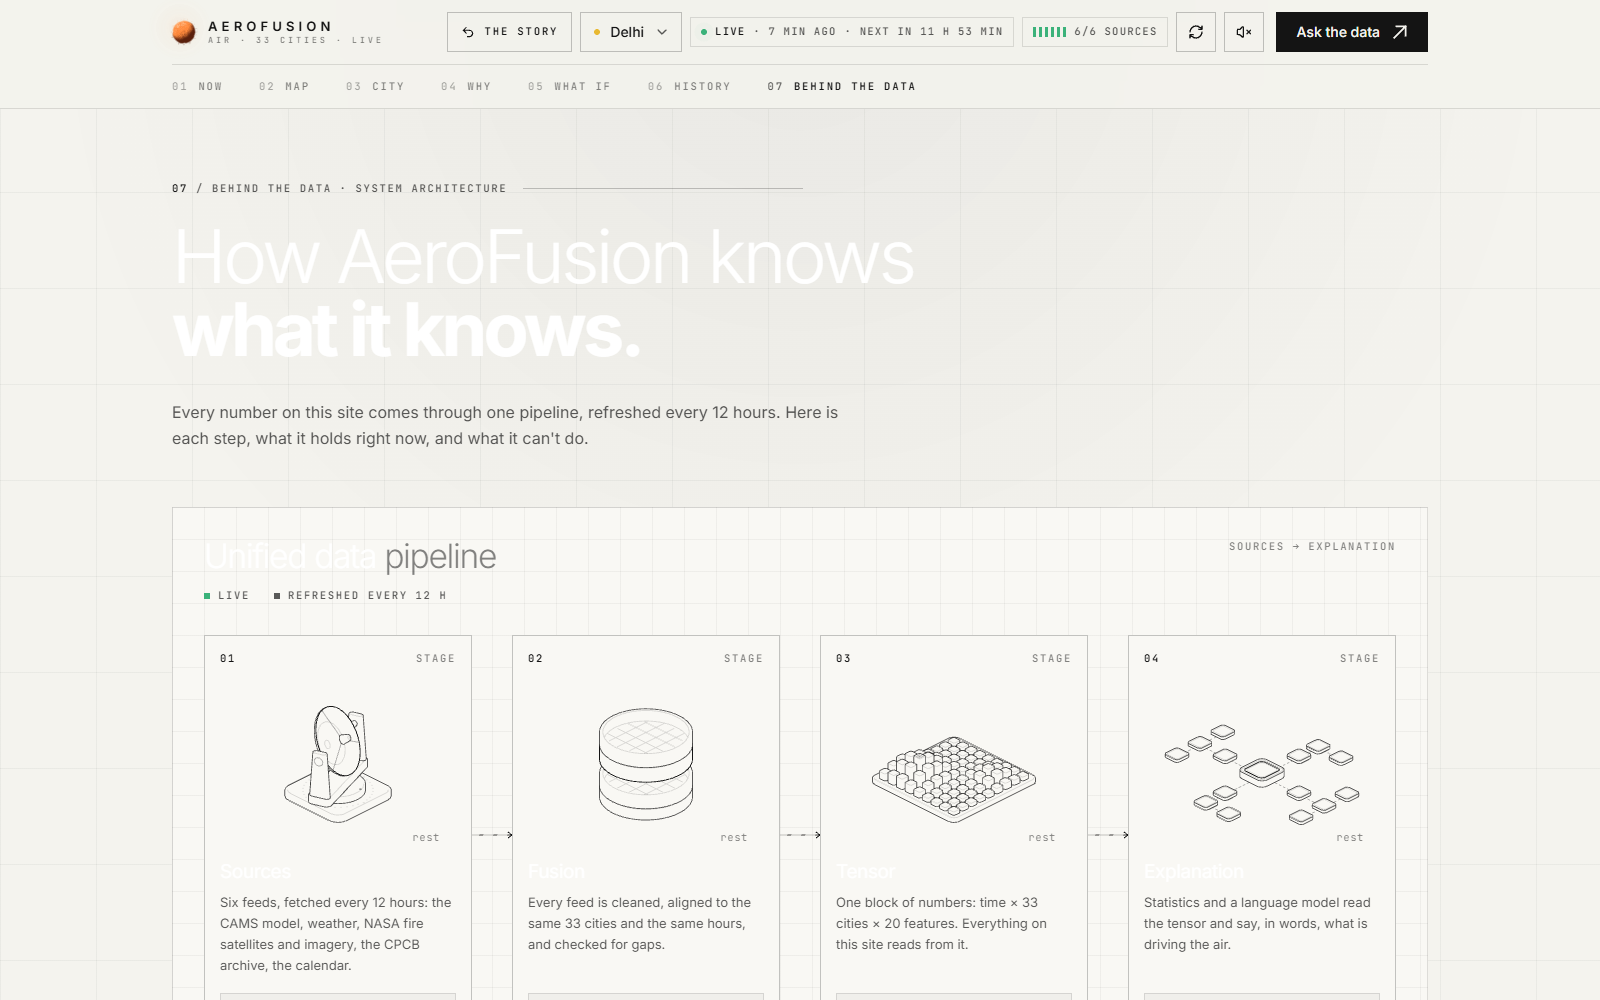 AEROFUSION
AIR · 33 CITIES · LIVE
THE STORY
Delhi
LIVE · 7 MIN AGO · NEXT IN 11 H 53 MIN
6/6 SOURCES
Ask the data
01 NOW
02 MAP
03 CITY
04 WHY
05 WHAT IF
06 HISTORY
07 BEHIND THE DATA
07 / BEHIND THE DATA · SYSTEM ARCHITECTURE
How AeroFusion knows
what it knows.
Every number on this site comes through one pipeline, refreshed every 12 hours. Here is
each step, what it holds right now, and what it can't do.
Unified data pipeline
SOURCES → EXPLANATION
LIVE
REFRESHED EVERY 12 H
01 STAGE
rest
Sources
Six feeds, fetched every 12 hours: the
CAMS model, weather, NASA fire
satellites and imagery, the CPCB
archive, the calendar.
02 STAGE
rest
Fusion
Every feed is cleaned, aligned to the
same 33 cities and the same hours,
and checked for gaps.
03 STAGE
rest
Tensor
One block of numbers: time × 33
cities × 20 features. Everything on
this site reads from it.
04 STAGE
rest
Explanation
Statistics and a language model read
the tensor and say, in words, what is
driving the air.